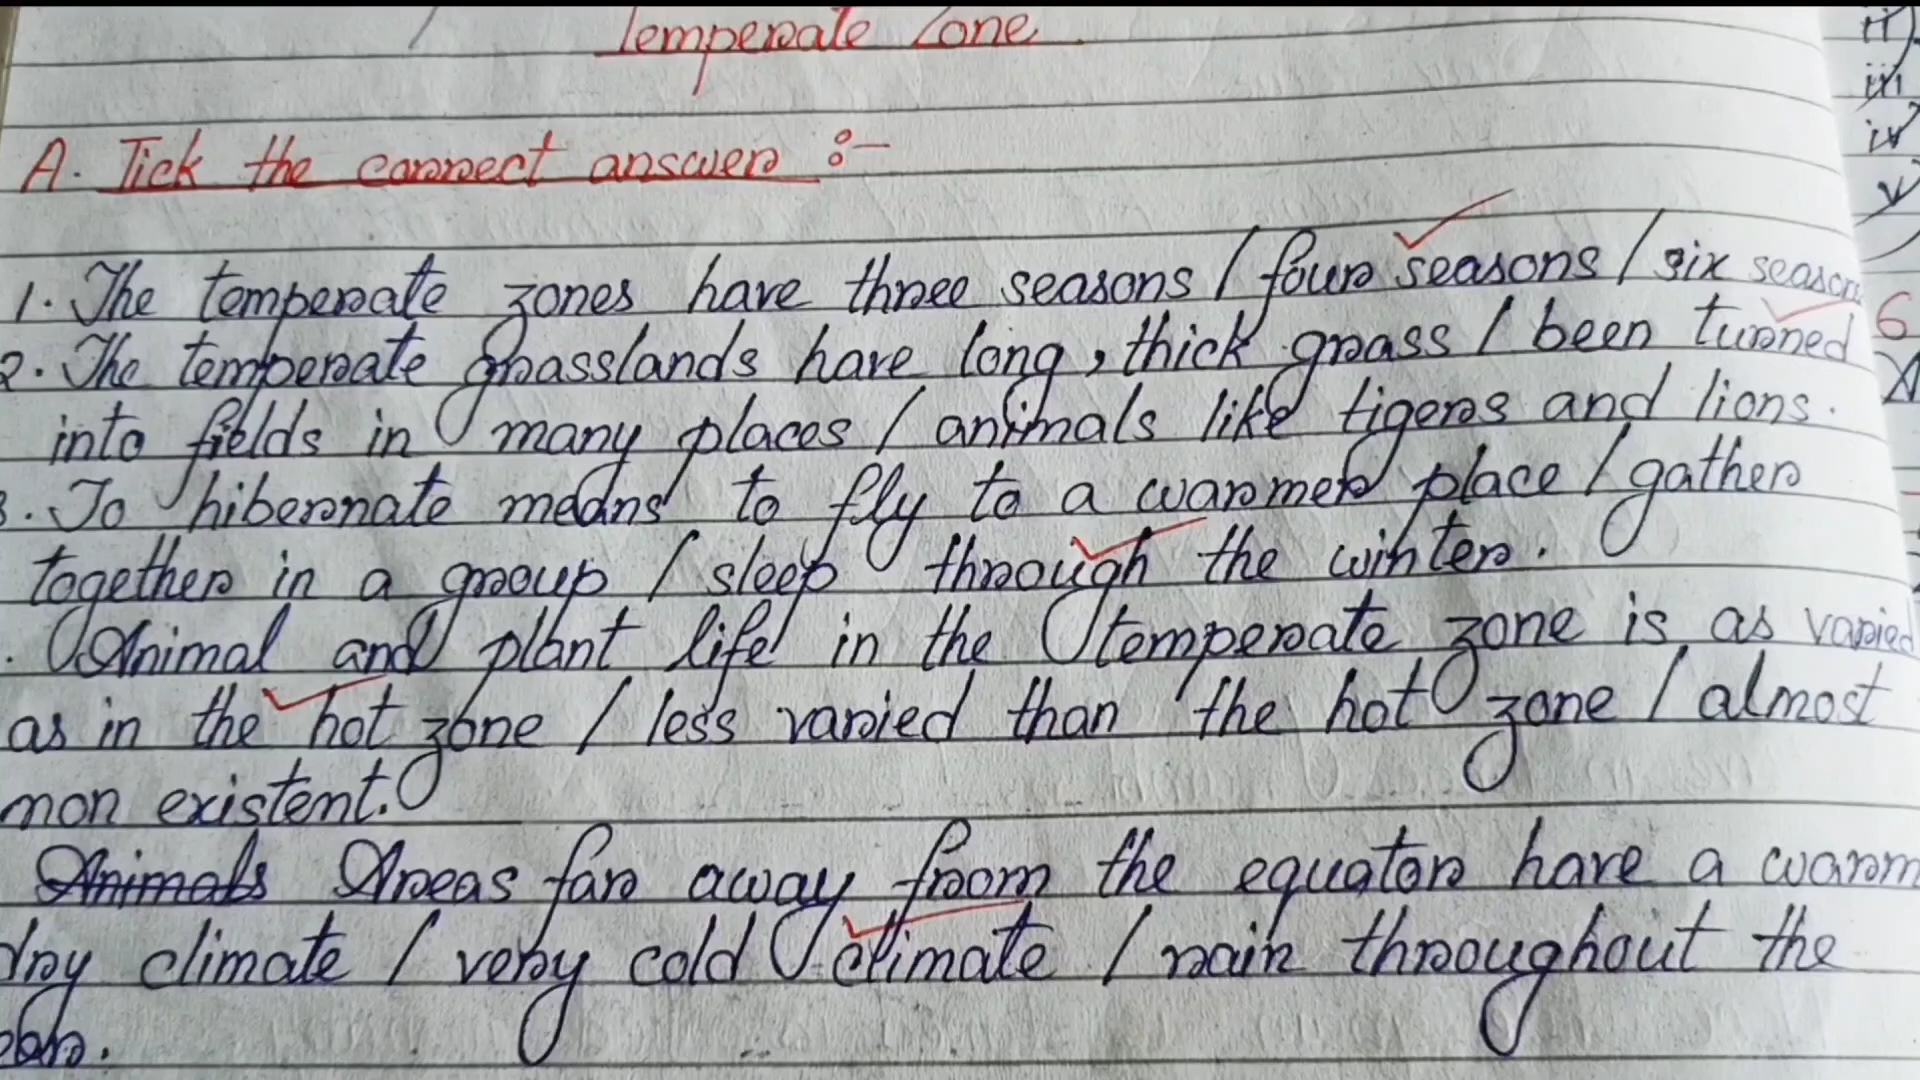 Temperate Zone
A. Tick the correct answer :-
1. The temperate zones have three seasons / four seasons / six seasons
2. The temperate grasslands have long, thick grass / been turned
into fields in many places / animals like tigers and lions.
3. To hibernate means to fly to a warmer place / gather
together in a group / sleep through the winter.
. Animal and plant life in the temperate zone is as varied
as in the hot zone / less varied than the hot zone / almost
non existent.
Animals Areas far away from the equator have a warm
dry climate / very cold climate / rain throughout the
ii)
iii
iv
v
6